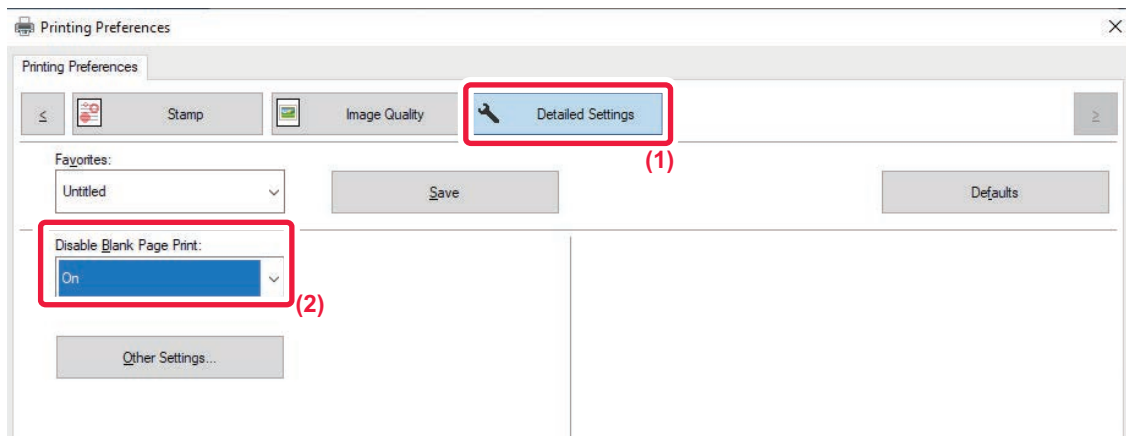 Printing Preferences
Printing Preferences
< Stamp Image Quality Detailed Settings >
(1)
Favorites:
Untitled Save Defaults
Disable Blank Page Print:
On
(2)
Other Settings...